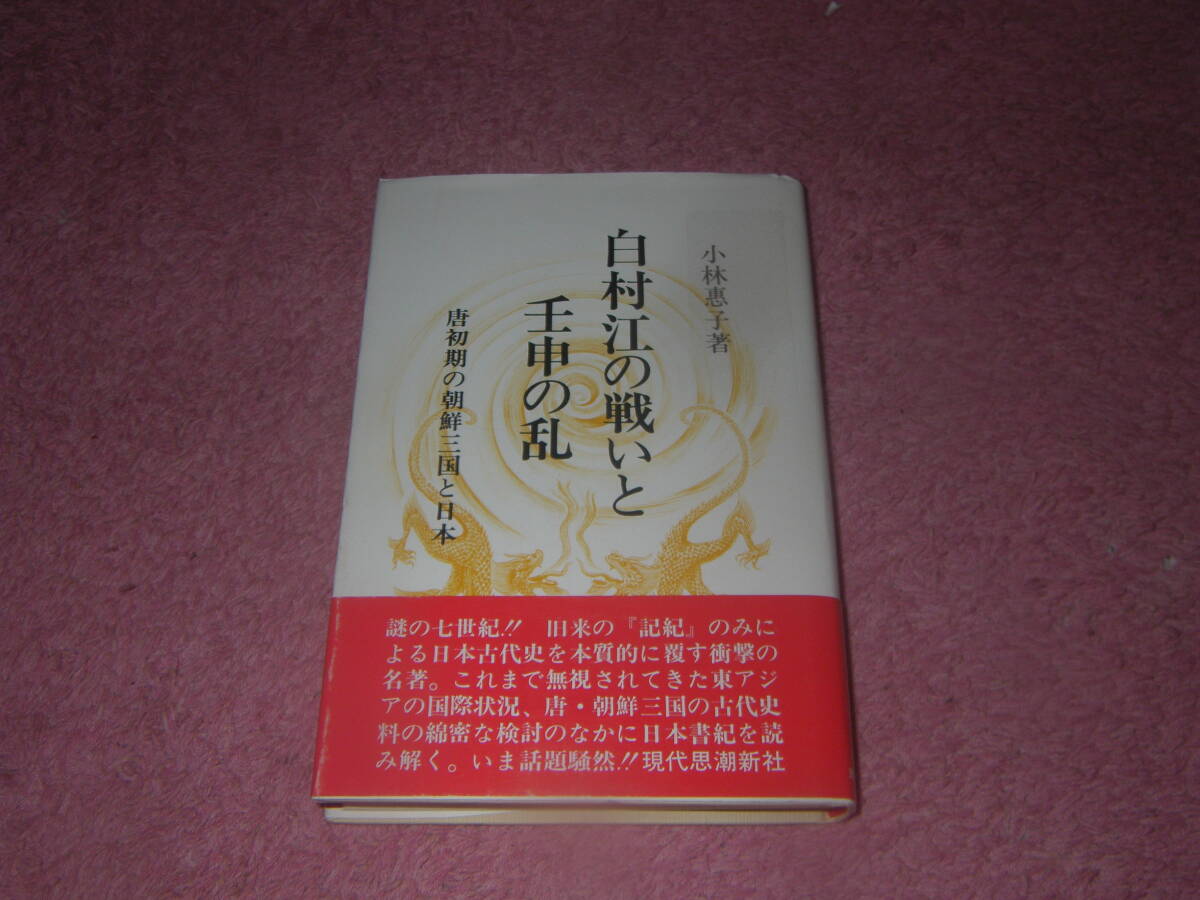 小林惠子著
白村江の戦いと
壬申の乱
唐初期の朝鮮三国と日本
謎の七世紀!! 旧来の『記紀』のみに
よる日本古代史を本質的に覆す衝撃の
名著。これまで無視されてきた東アジ
アの国際状況、唐・朝鮮三国の古代史
料の綿密な検討のなかに日本書紀を読
み解く。いま話題騒然!! 現代思潮新社